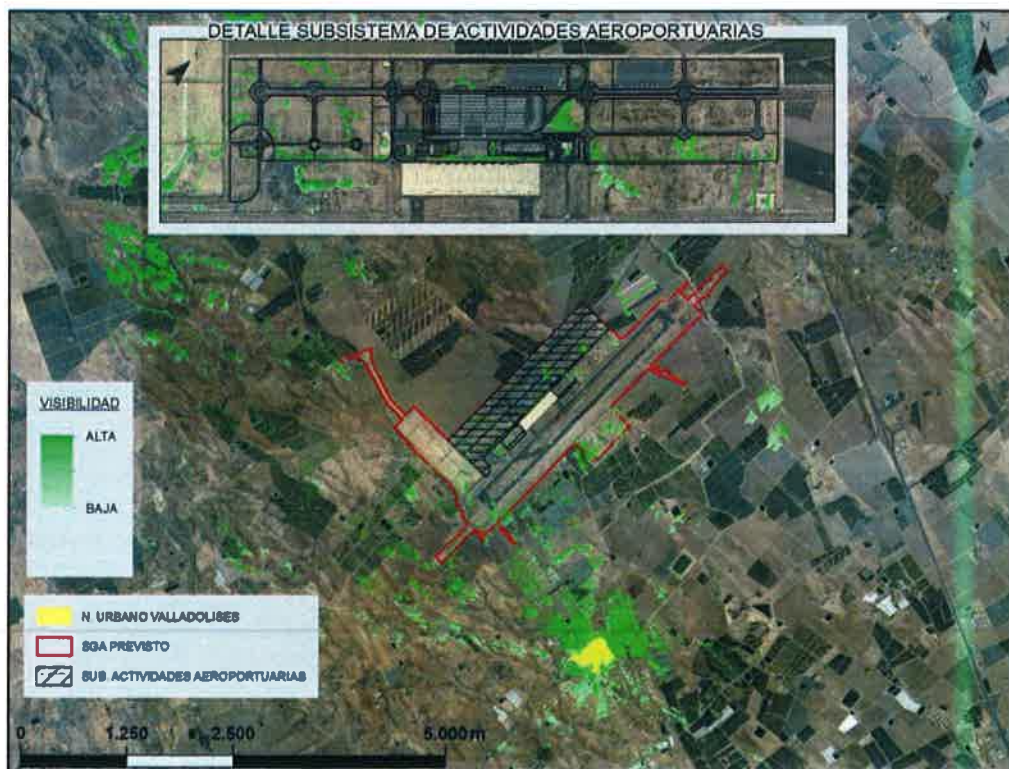 DETALLE SUBSISTEMA DE ACTIVIDADES AEROPORTUARIAS
N
VISIBILIDAD
ALTA
BAJA
N. URBANO VALLADOLISES
SGA PREVISTO
SUB. ACTIVIDADES AEROPORTUARIAS
0 1.250 2.500 5.000 m